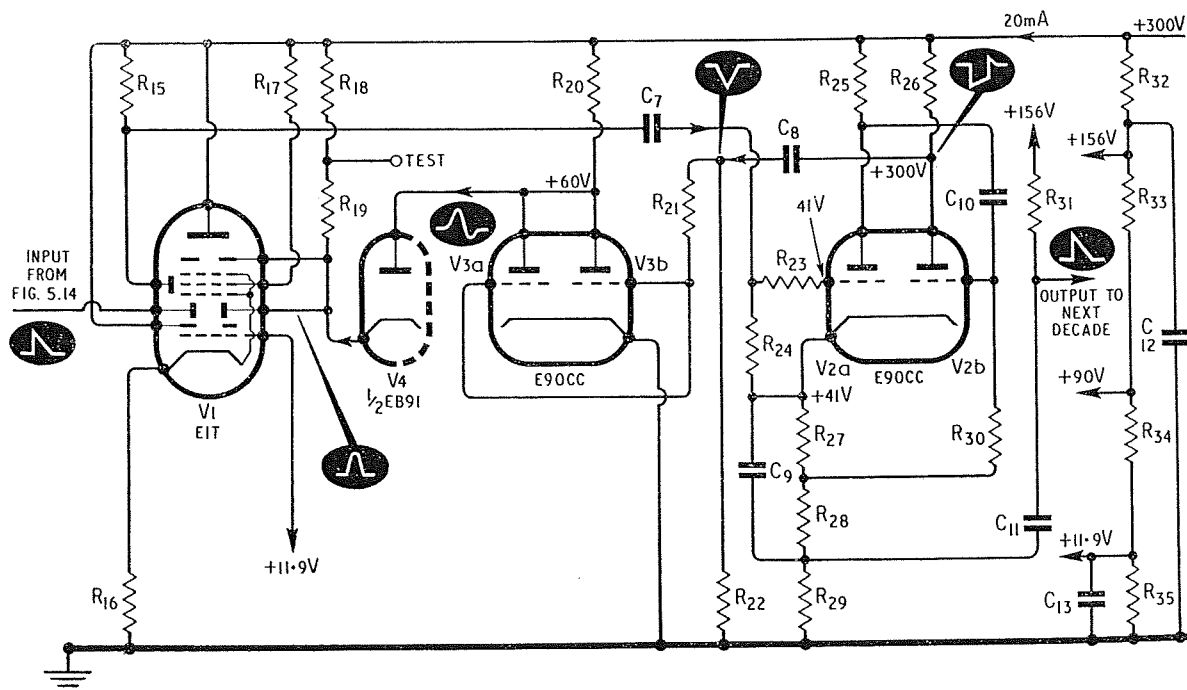 20mA
+300V
R15
R17
R18
R20
C7
R25
R26
R32
+156V
+156V
C8
TEST
+300V
+60V
R19
R21
41V
C10
R31
R33
INPUT
FROM
FIG. 5.14
V3a
V3b
R23
OUTPUT TO
NEXT
DECADE
C
12
R24
V4
½EB91
E90CC
V2a
E90CC
V2b
+90V
V1
E1T
+41V
R27
R30
R34
C9
R28
C11
+11·9V
+11·9V
R16
R22
R29
C13
R35